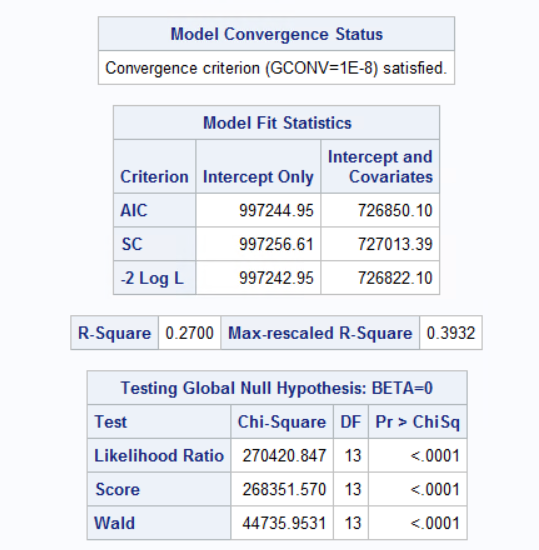 Model Convergence Status
Convergence criterion (GCONV=1E-8) satisfied.
Model Fit Statistics
Criterion Intercept Only Intercept and Covariates
AIC 997244.95 726850.10
SC 997256.61 727013.39
-2 Log L 997242.95 726822.10
R-Square 0.2700 Max-rescaled R-Square 0.3932
Testing Global Null Hypothesis: BETA=0
Test Chi-Square DF Pr > ChiSq
Likelihood Ratio 270420.847 13 <.0001
Score 268351.570 13 <.0001
Wald 44735.9531 13 <.0001